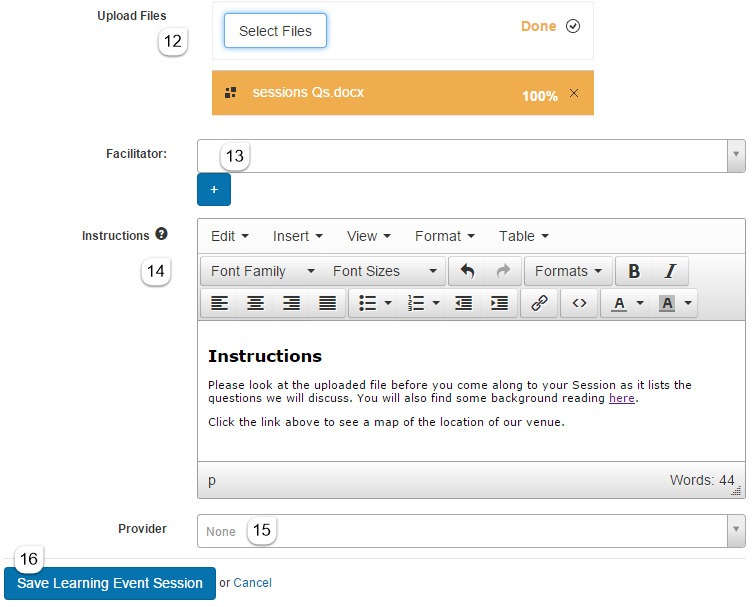 Upload Files
12
Select Files
Done
sessions Qs.docx
100%
Facilitator:
13
+
Instructions
14
Edit Insert View Format Table
Font Family Font Sizes Formats B I
A A
Instructions
Please look at the uploaded file before you come along to your Session as it lists the
questions we will discuss. You will also find some background reading here.
Click the link above to see a map of the location of our venue.
p Words: 44
Provider
None 15
16
Save Learning Event Session or Cancel